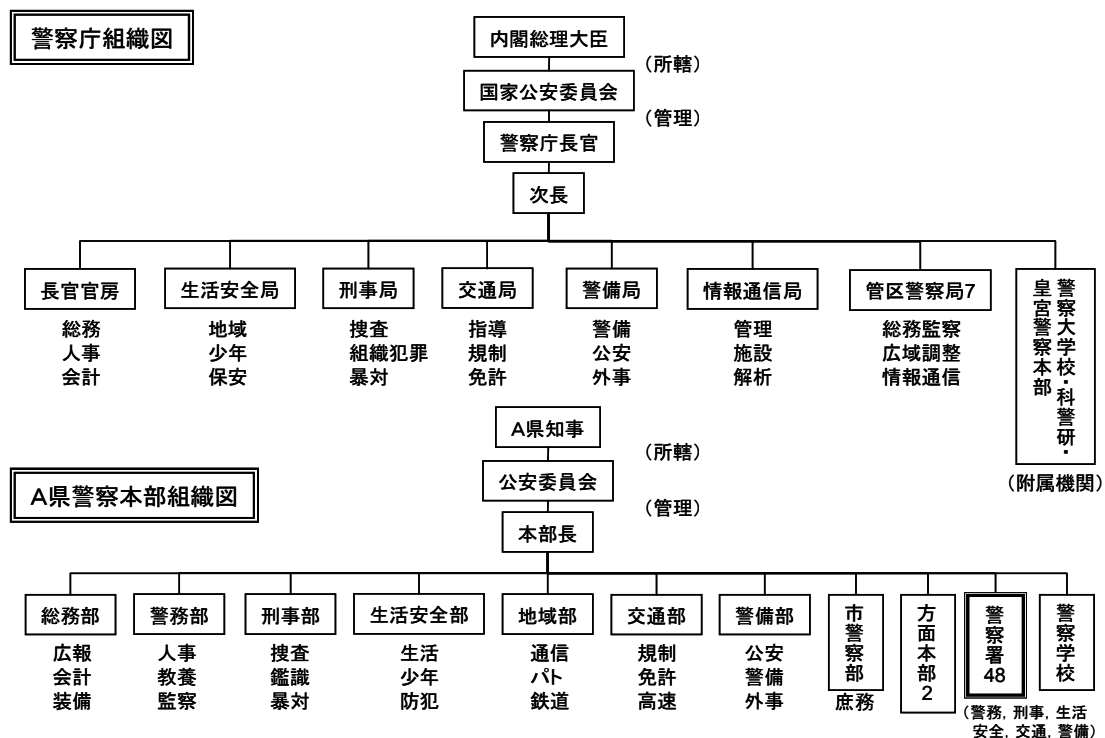 警察庁組織図
内閣総理大臣
（所轄）
国家公安委員会
（管理）
警察庁長官
次長
長官官房
総務
人事
会計
生活安全局
地域
少年
保安
刑事局
捜査
組織犯罪
暴対
交通局
指導
規制
免許
警備局
警備
公安
外事
情報通信局
管理
施設
解析
管区警察局7
総務監察
広域調整
情報通信
警察大学校・科警研・
皇宮警察本部
（附属機関）
A県警察本部組織図
A県知事
（所轄）
公安委員会
（管理）
本部長
総務部
広報
会計
装備
警務部
人事
教養
監察
刑事部
捜査
鑑識
暴対
生活安全部
生活
少年
防犯
地域部
通信
パト
鉄道
交通部
規制
免許
高速
警備部
公安
警備
外事
市警察部
庶務
方面本部2
警察署48
（警務，刑事，生活
安全，交通，警備）
警察学校